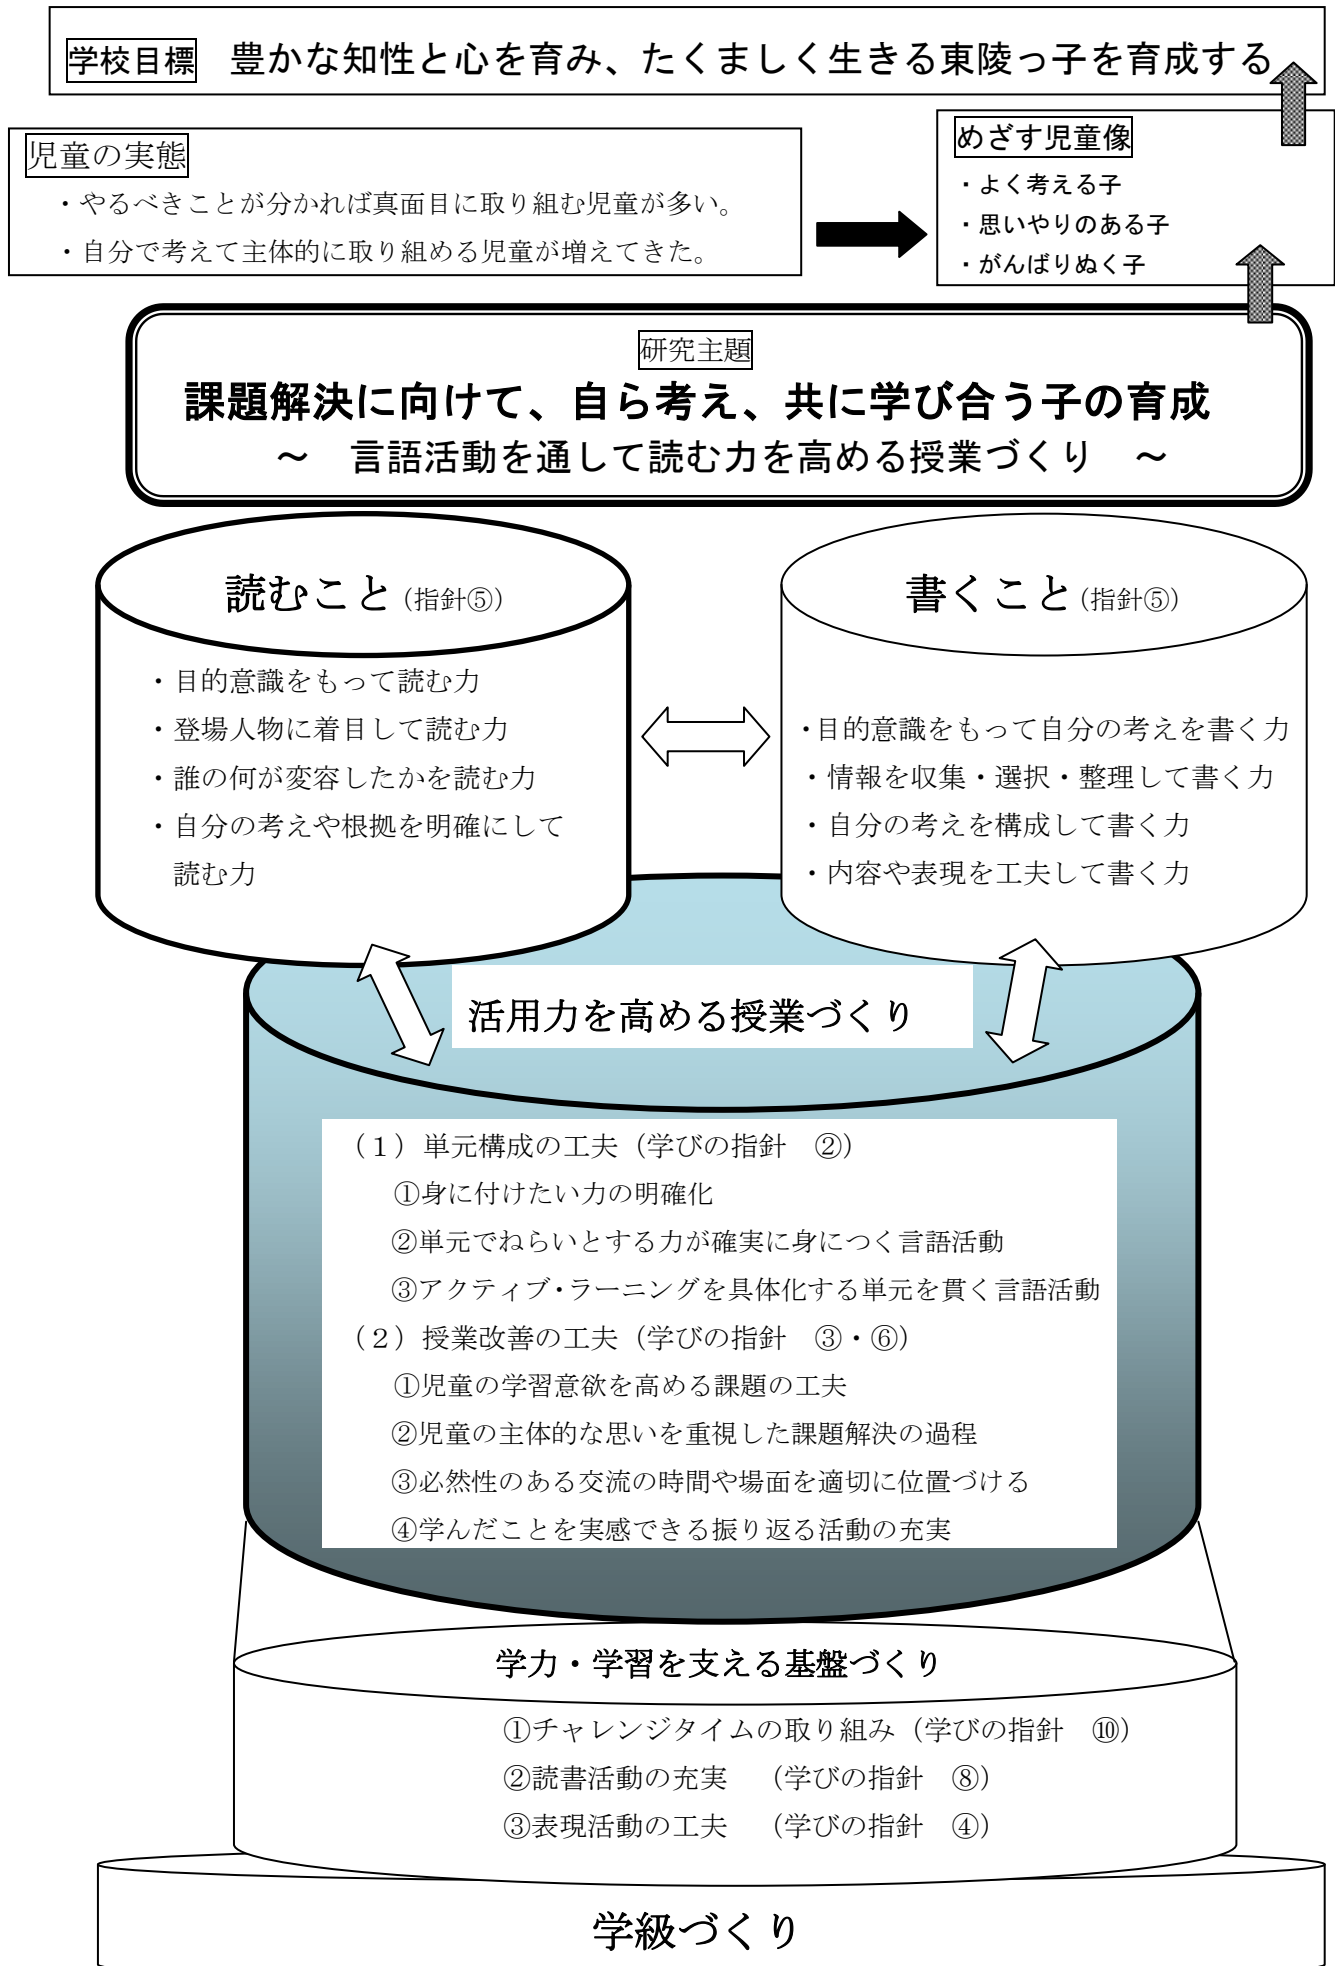 学校目標　豊かな知性と心を育み、たくましく生きる東陵っ子を育成する
児童の実態
・やるべきことが分かれば真面目に取り組む児童が多い。
・自分で考えて主体的に取り組める児童が増えてきた。
めざす児童像
・よく考える子
・思いやりのある子
・がんばりぬく子
研究主題
課題解決に向けて、自ら考え、共に学び合う子の育成
～　言語活動を通して読む力を高める授業づくり　～
読むこと（指針⑤）
・目的意識をもって読む力
・登場人物に着目して読む力
・誰の何が変容したかを読む力
・自分の考えや根拠を明確にして
読む力
書くこと（指針⑤）
・目的意識をもって自分の考えを書く力
・情報を収集・選択・整理して書く力
・自分の考えを構成して書く力
・内容や表現を工夫して書く力
活用力を高める授業づくり
（１）単元構成の工夫（学びの指針　②）
①身に付けたい力の明確化
②単元でねらいとする力が確実に身につく言語活動
③アクティブ・ラーニングを具体化する単元を貫く言語活動
（２）授業改善の工夫（学びの指針　③・⑥）
①児童の学習意欲を高める課題の工夫
②児童の主体的な思いを重視した課題解決の過程
③必然性のある交流の時間や場面を適切に位置づける
④学んだことを実感できる振り返る活動の充実
学力・学習を支える基盤づくり
①チャレンジタイムの取り組み（学びの指針　⑩）
②読書活動の充実　（学びの指針　⑧）
③表現活動の工夫　（学びの指針　④）
学級づくり